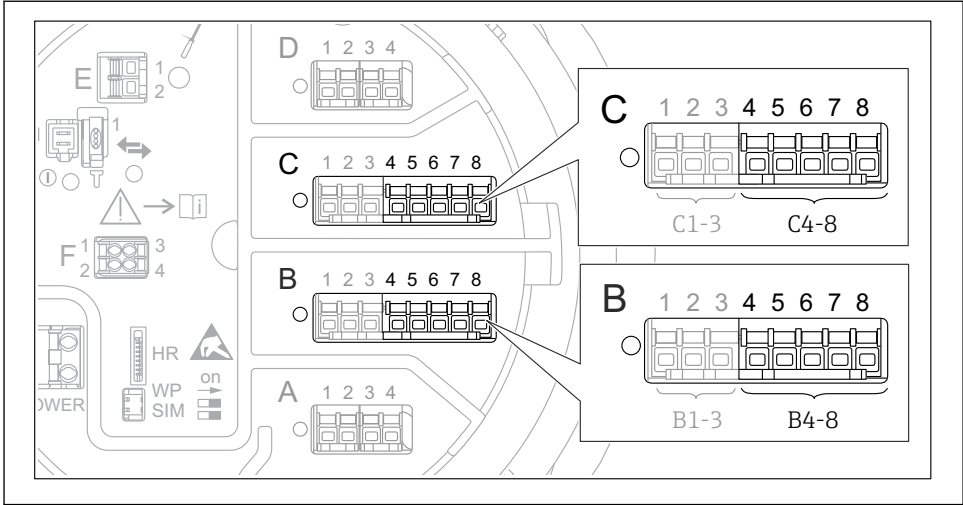 D 1 2 3 4
E 1
2
1
C 1 2 3 4 5 6 7 8
i
F 1 3
2 4
B 1 2 3 4 5 6 7 8
HR
WP on
SIM
OWER
A 1 2 3 4
C 1 2 3 4 5 6 7 8
C1-3 C4-8
B 1 2 3 4 5 6 7 8
B1-3 B4-8